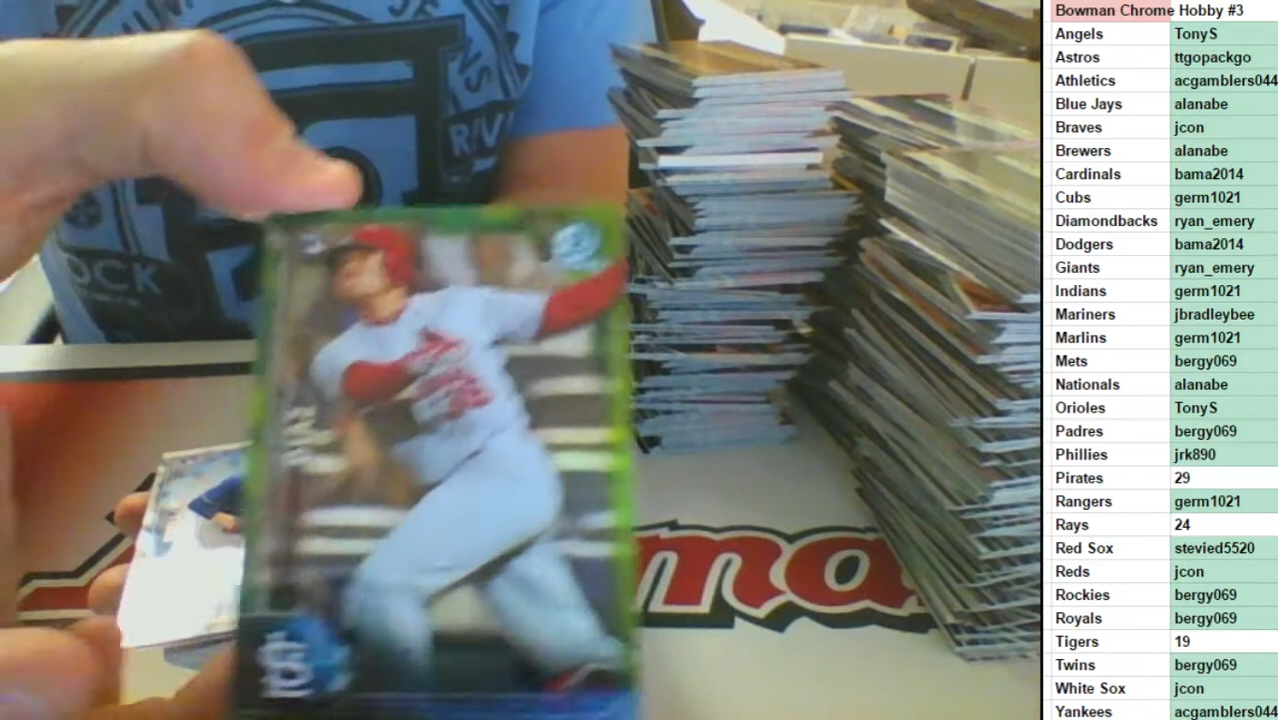 Bowman Chrome Hobby #3
Angels TonyS
Astros ttgopackgo
Athletics acgamblers044
Blue Jays alanabe
Braves jcon
Brewers alanabe
Cardinals bama2014
Cubs germ1021
Diamondbacks ryan_emery
Dodgers bama2014
Giants ryan_emery
Indians germ1021
Mariners jbradleybee
Marlins germ1021
Mets bergy069
Nationals alanabe
Orioles TonyS
Padres bergy069
Phillies jrk890
Pirates 29
Rangers germ1021
Rays 24
Red Sox stevied5520
Reds jcon
Rockies bergy069
Royals bergy069
Tigers 19
Twins bergy069
White Sox jcon
Yankees acgamblers044